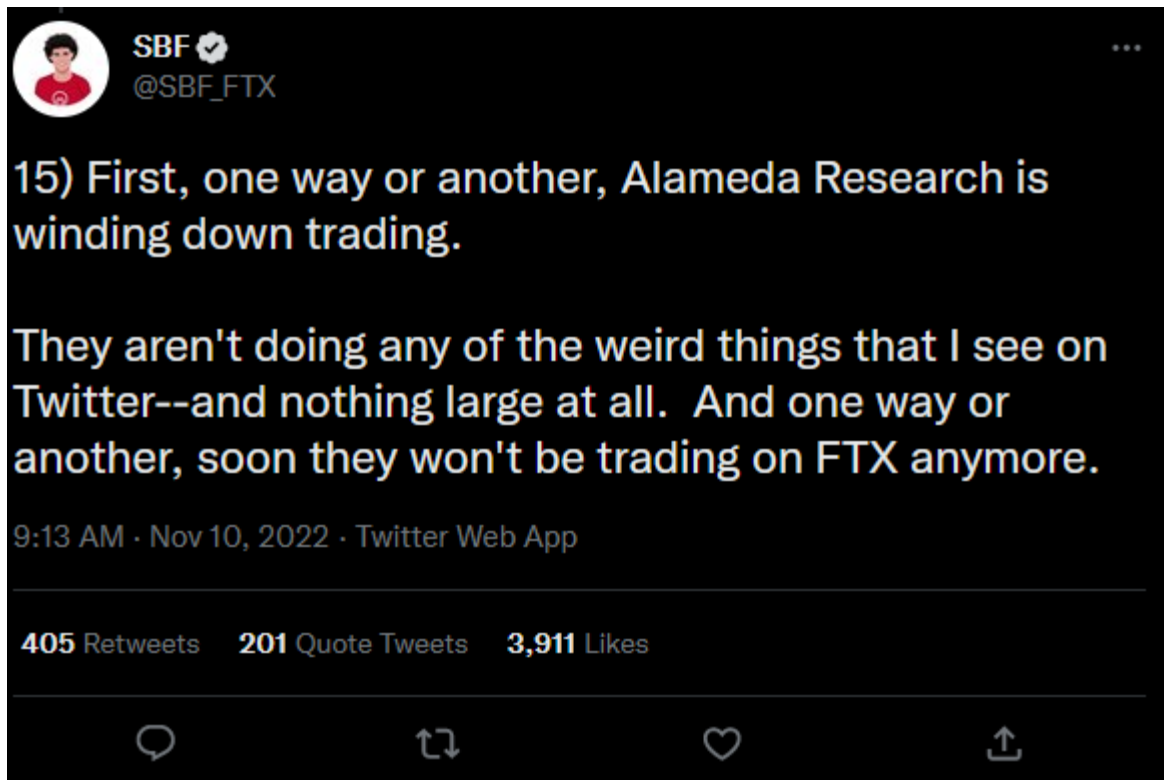 SBF
@SBF_FTX
15) First, one way or another, Alameda Research is
winding down trading.
They aren't doing any of the weird things that I see on
Twitter--and nothing large at all.  And one way or
another, soon they won't be trading on FTX anymore.
9:13 AM · Nov 10, 2022 · Twitter Web App
405 Retweets 201 Quote Tweets 3,911 Likes